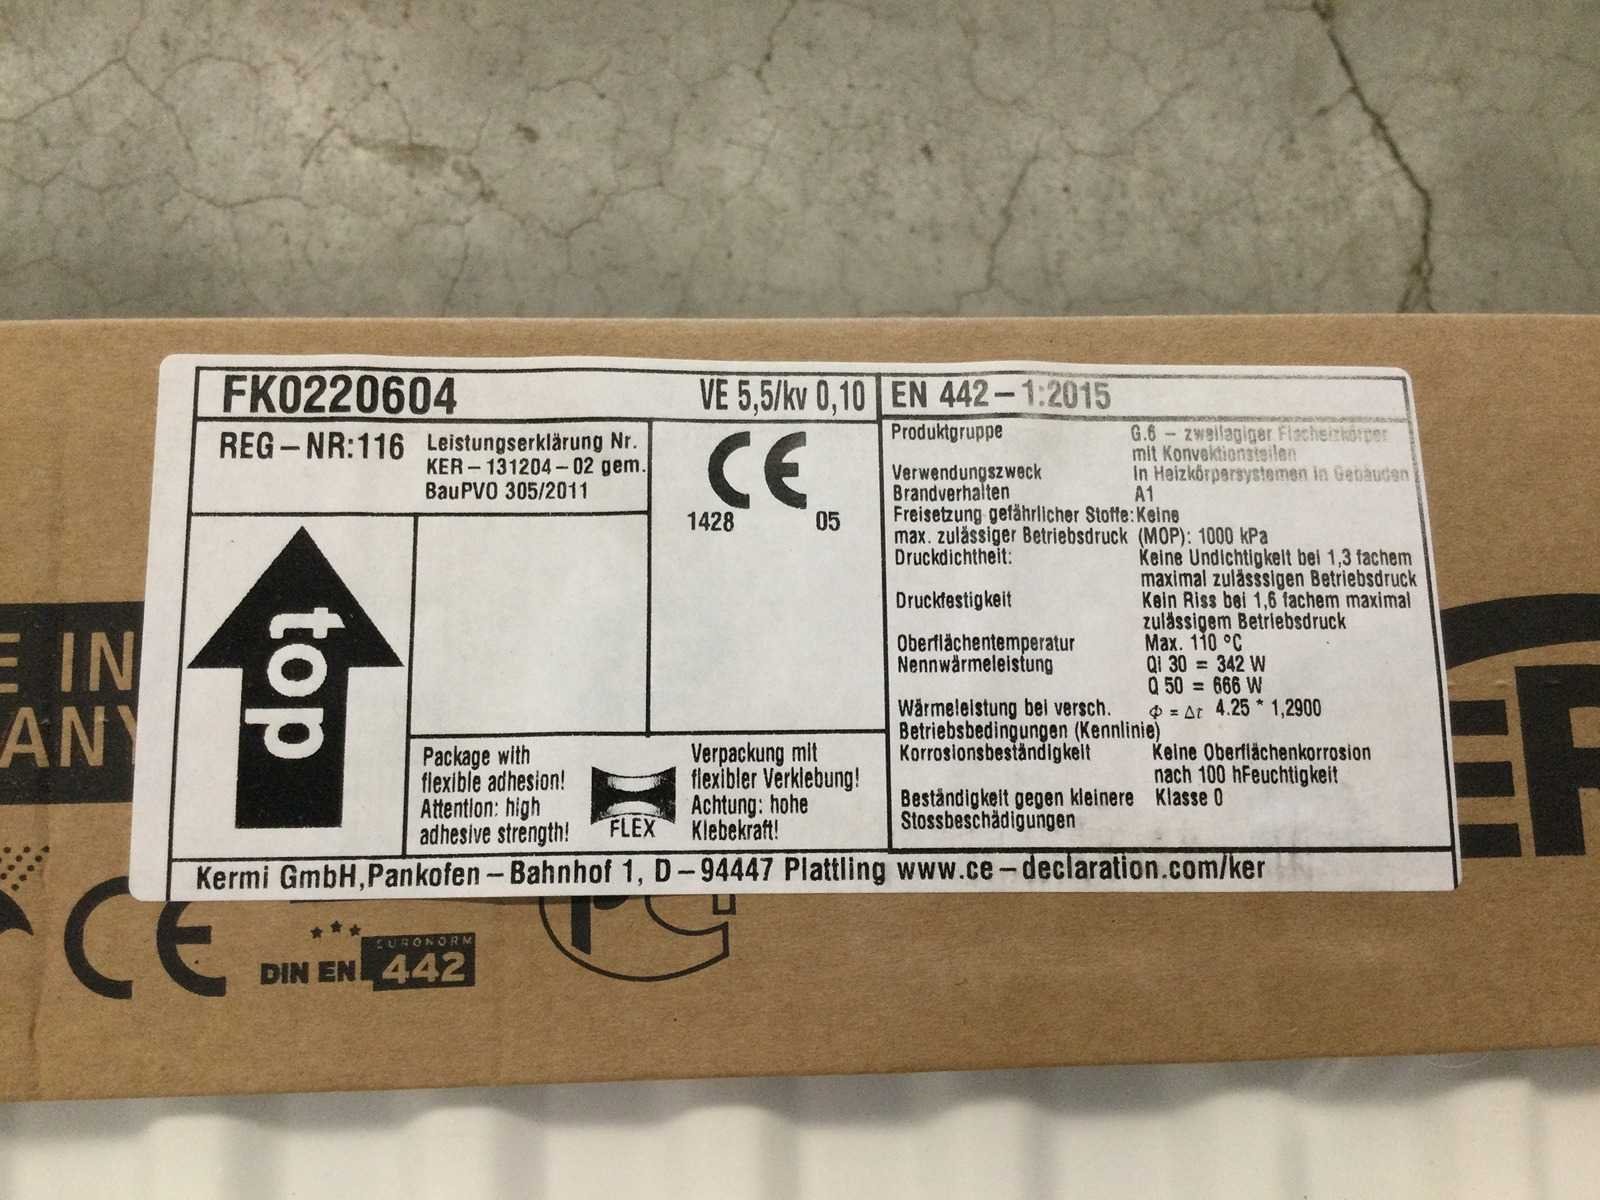 FK0220604 VE 5,5/kv 0,10
REG-NR:116
Leistungserklärung Nr.
KER-131204-02 gem.
BauPVO 305/2011
1428 05
top
Package with
flexible adhesion!
Attention: high
adhesive strength!
FLEX
Verpackung mit
flexibler Verklebung!
Achtung: hohe
Klebekraft!
EN 442-1:2015
Produktgruppe G.6 - zweilagiger Flachheizkörper
mit Konvektionsteilen
Verwendungszweck In Heizkörpersystemen in Gebäuden
Brandverhalten A1
Freisetzung gefährlicher Stoffe: Keine
max. zulässiger Betriebsdruck (MOP): 1000 kPa
Druckdichtheit: Keine Undichtigkeit bei 1,3 fachem
maximal zulässsigen Betriebsdruck
Druckfestigkeit Kein Riss bei 1,6 fachem maximal
zulässigem Betriebsdruck
Oberflächentemperatur Max. 110 °C
Nennwärmeleistung Qi 30 = 342 W
Q 50 = 666 W
Wärmeleistung bei versch. Φ = Δt 4.25 * 1,2900
Betriebsbedingungen (Kennlinie)
Korrosionsbeständigkeit Keine Oberflächenkorrosion
nach 100 hFeuchtigkeit
Beständigkeit gegen kleinere Klasse 0
Stossbeschädigungen
Kermi GmbH,Pankofen-Bahnhof 1, D-94447 Plattling www.ce-declaration.com/ker
E IN
ANY
ER
CE
EURONORM
DIN EN 442